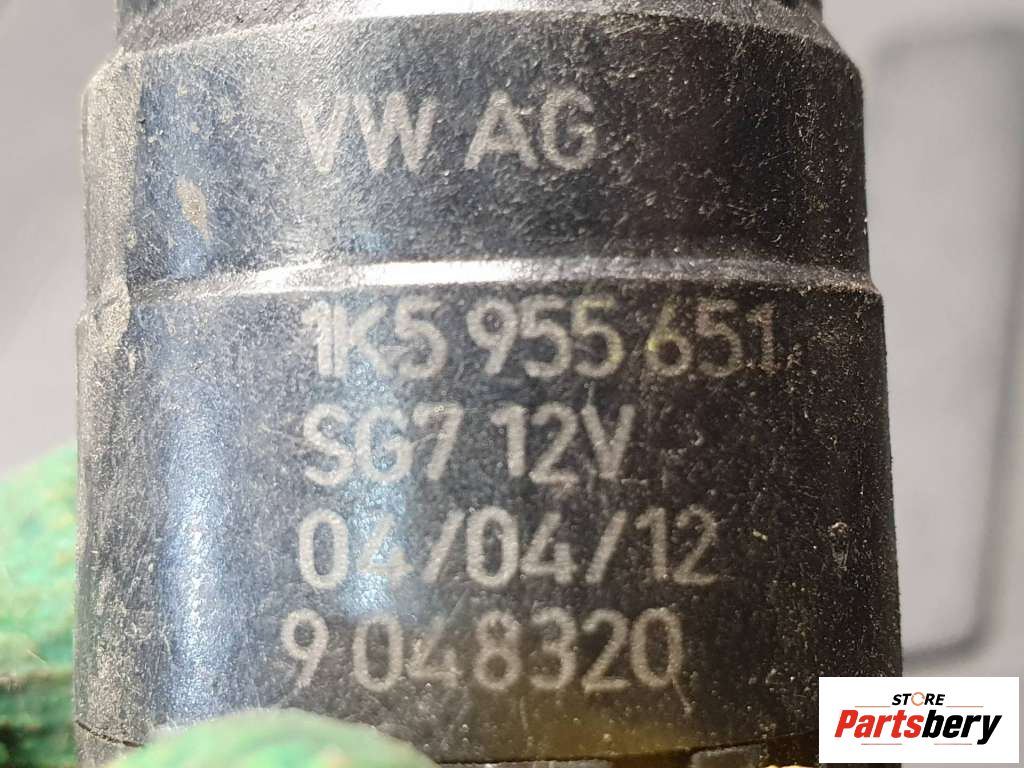 VW AG
1K5 955 651
SG7 12V
04/04/12
9 048320
STORE
Partsbery